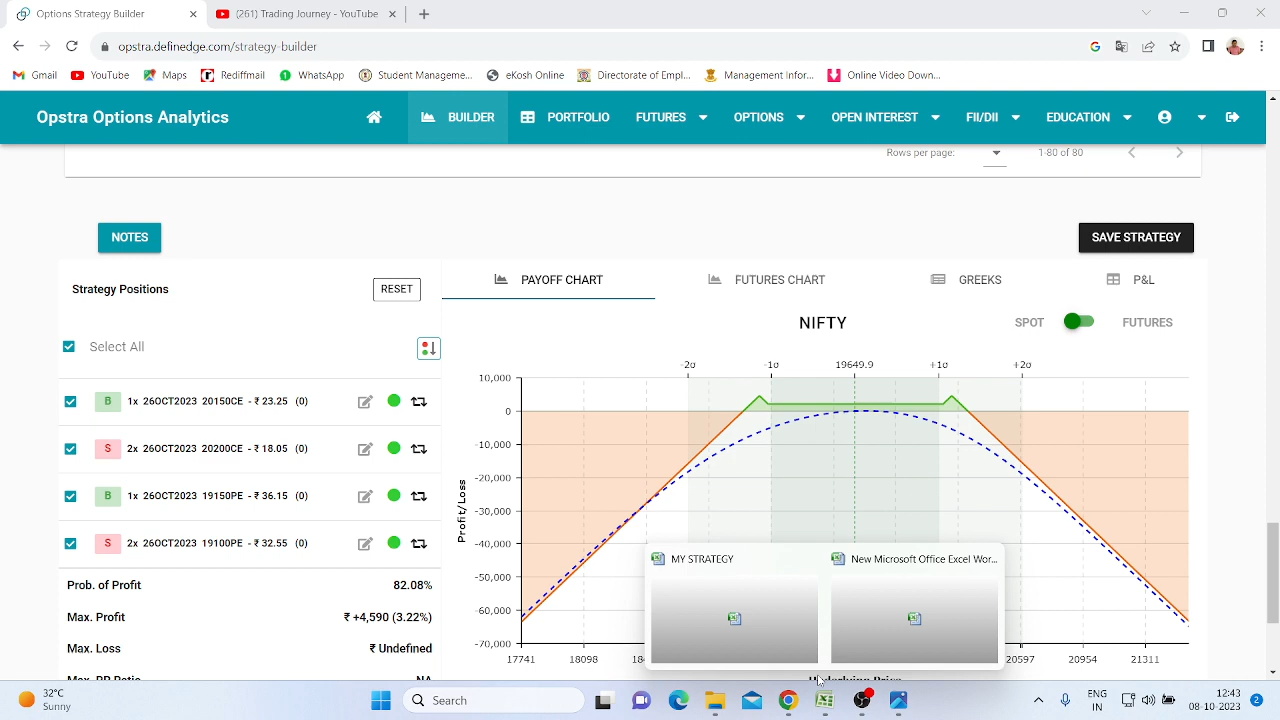 Options Strategy Builder
(261) Trading Journey - YouTube
opstra.definedge.com/strategy-builder
Gmail
YouTube
Maps
Rediffmail
WhatsApp
Student Manageme...
Gkosh Online
Directorate of Empl...
Management Infor...
Online Video Down...
Opstra Options Analytics
BUILDER
PORTFOLIO
FUTURES
OPTIONS
OPEN INTEREST
FII/DII
EDUCATION
Rows per page:
1-80 of 80
NOTES
SAVE STRATEGY
Strategy Positions
RESET
PAYOFF CHART
FUTURES CHART
GREEKS
P&L
NIFTY
SPOT
FUTURES
Select All
B 1x 26OCT2023 20150CE - ₹ 23.25 (0)
S 2x 26OCT2023 20200CE - ₹ 18.05 (0)
B 1x 26OCT2023 19150PE - ₹ 36.15 (0)
S 2x 26OCT2023 19100PE - ₹ 32.55 (0)
Prob. of Profit 82.08%
Max. Profit ₹ +4,590 (3.22%)
Max. Loss ₹ Undefined
-2σ -1σ 19649.9 +1σ +2σ
10,000
0
-10,000
-20,000
-30,000
-40,000
-50,000
-60,000
-70,000
Profit/Loss
17741 18098 20597 20954 21311
MY STRATEGY
New Microsoft Office Excel Wor...
32°C
Sunny
Search
ENG
IN
12:43
08-10-2023
2